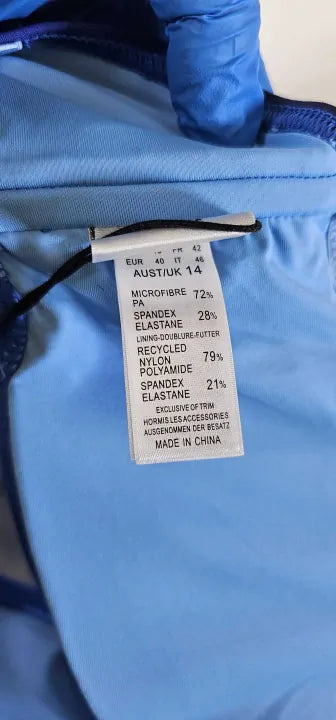 FR 42
EUR 40 IT 46
AUST/UK 14
MICROFIBRE 72%
PA
SPANDEX 28%
ELASTANE
LINING-DOUBLURE-FUTTER
RECYCLED
NYLON 79%
POLYAMIDE
SPANDEX 21%
ELASTANE
EXCLUSIVE OF TRIM
HORMIS LES ACCESSORIES
AUSGENOMMEN DER BESATZ
MADE IN CHINA